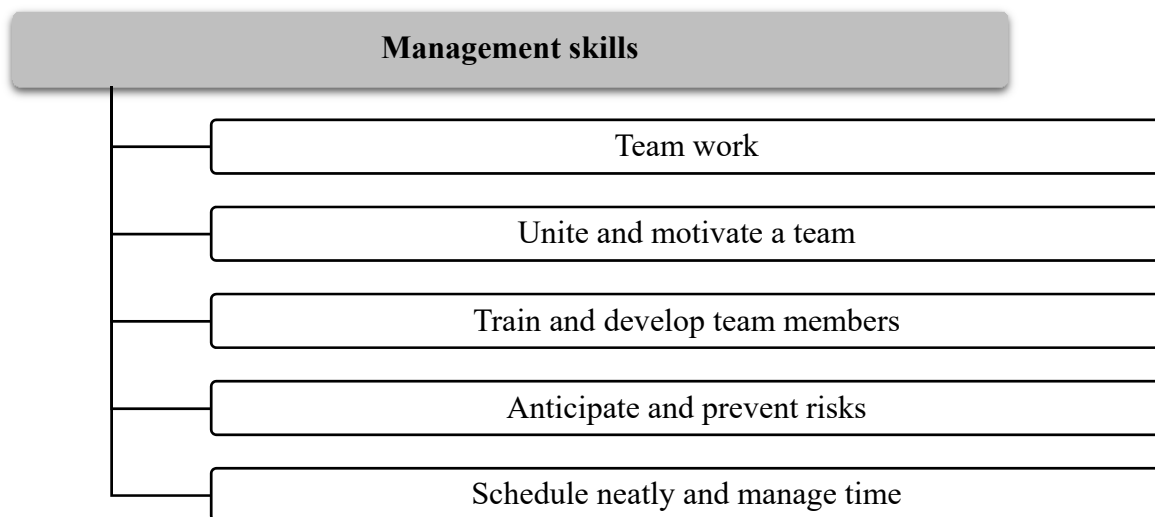 Management skills
Team work
Unite and motivate a team
Train and develop team members
Anticipate and prevent risks
Schedule neatly and manage time